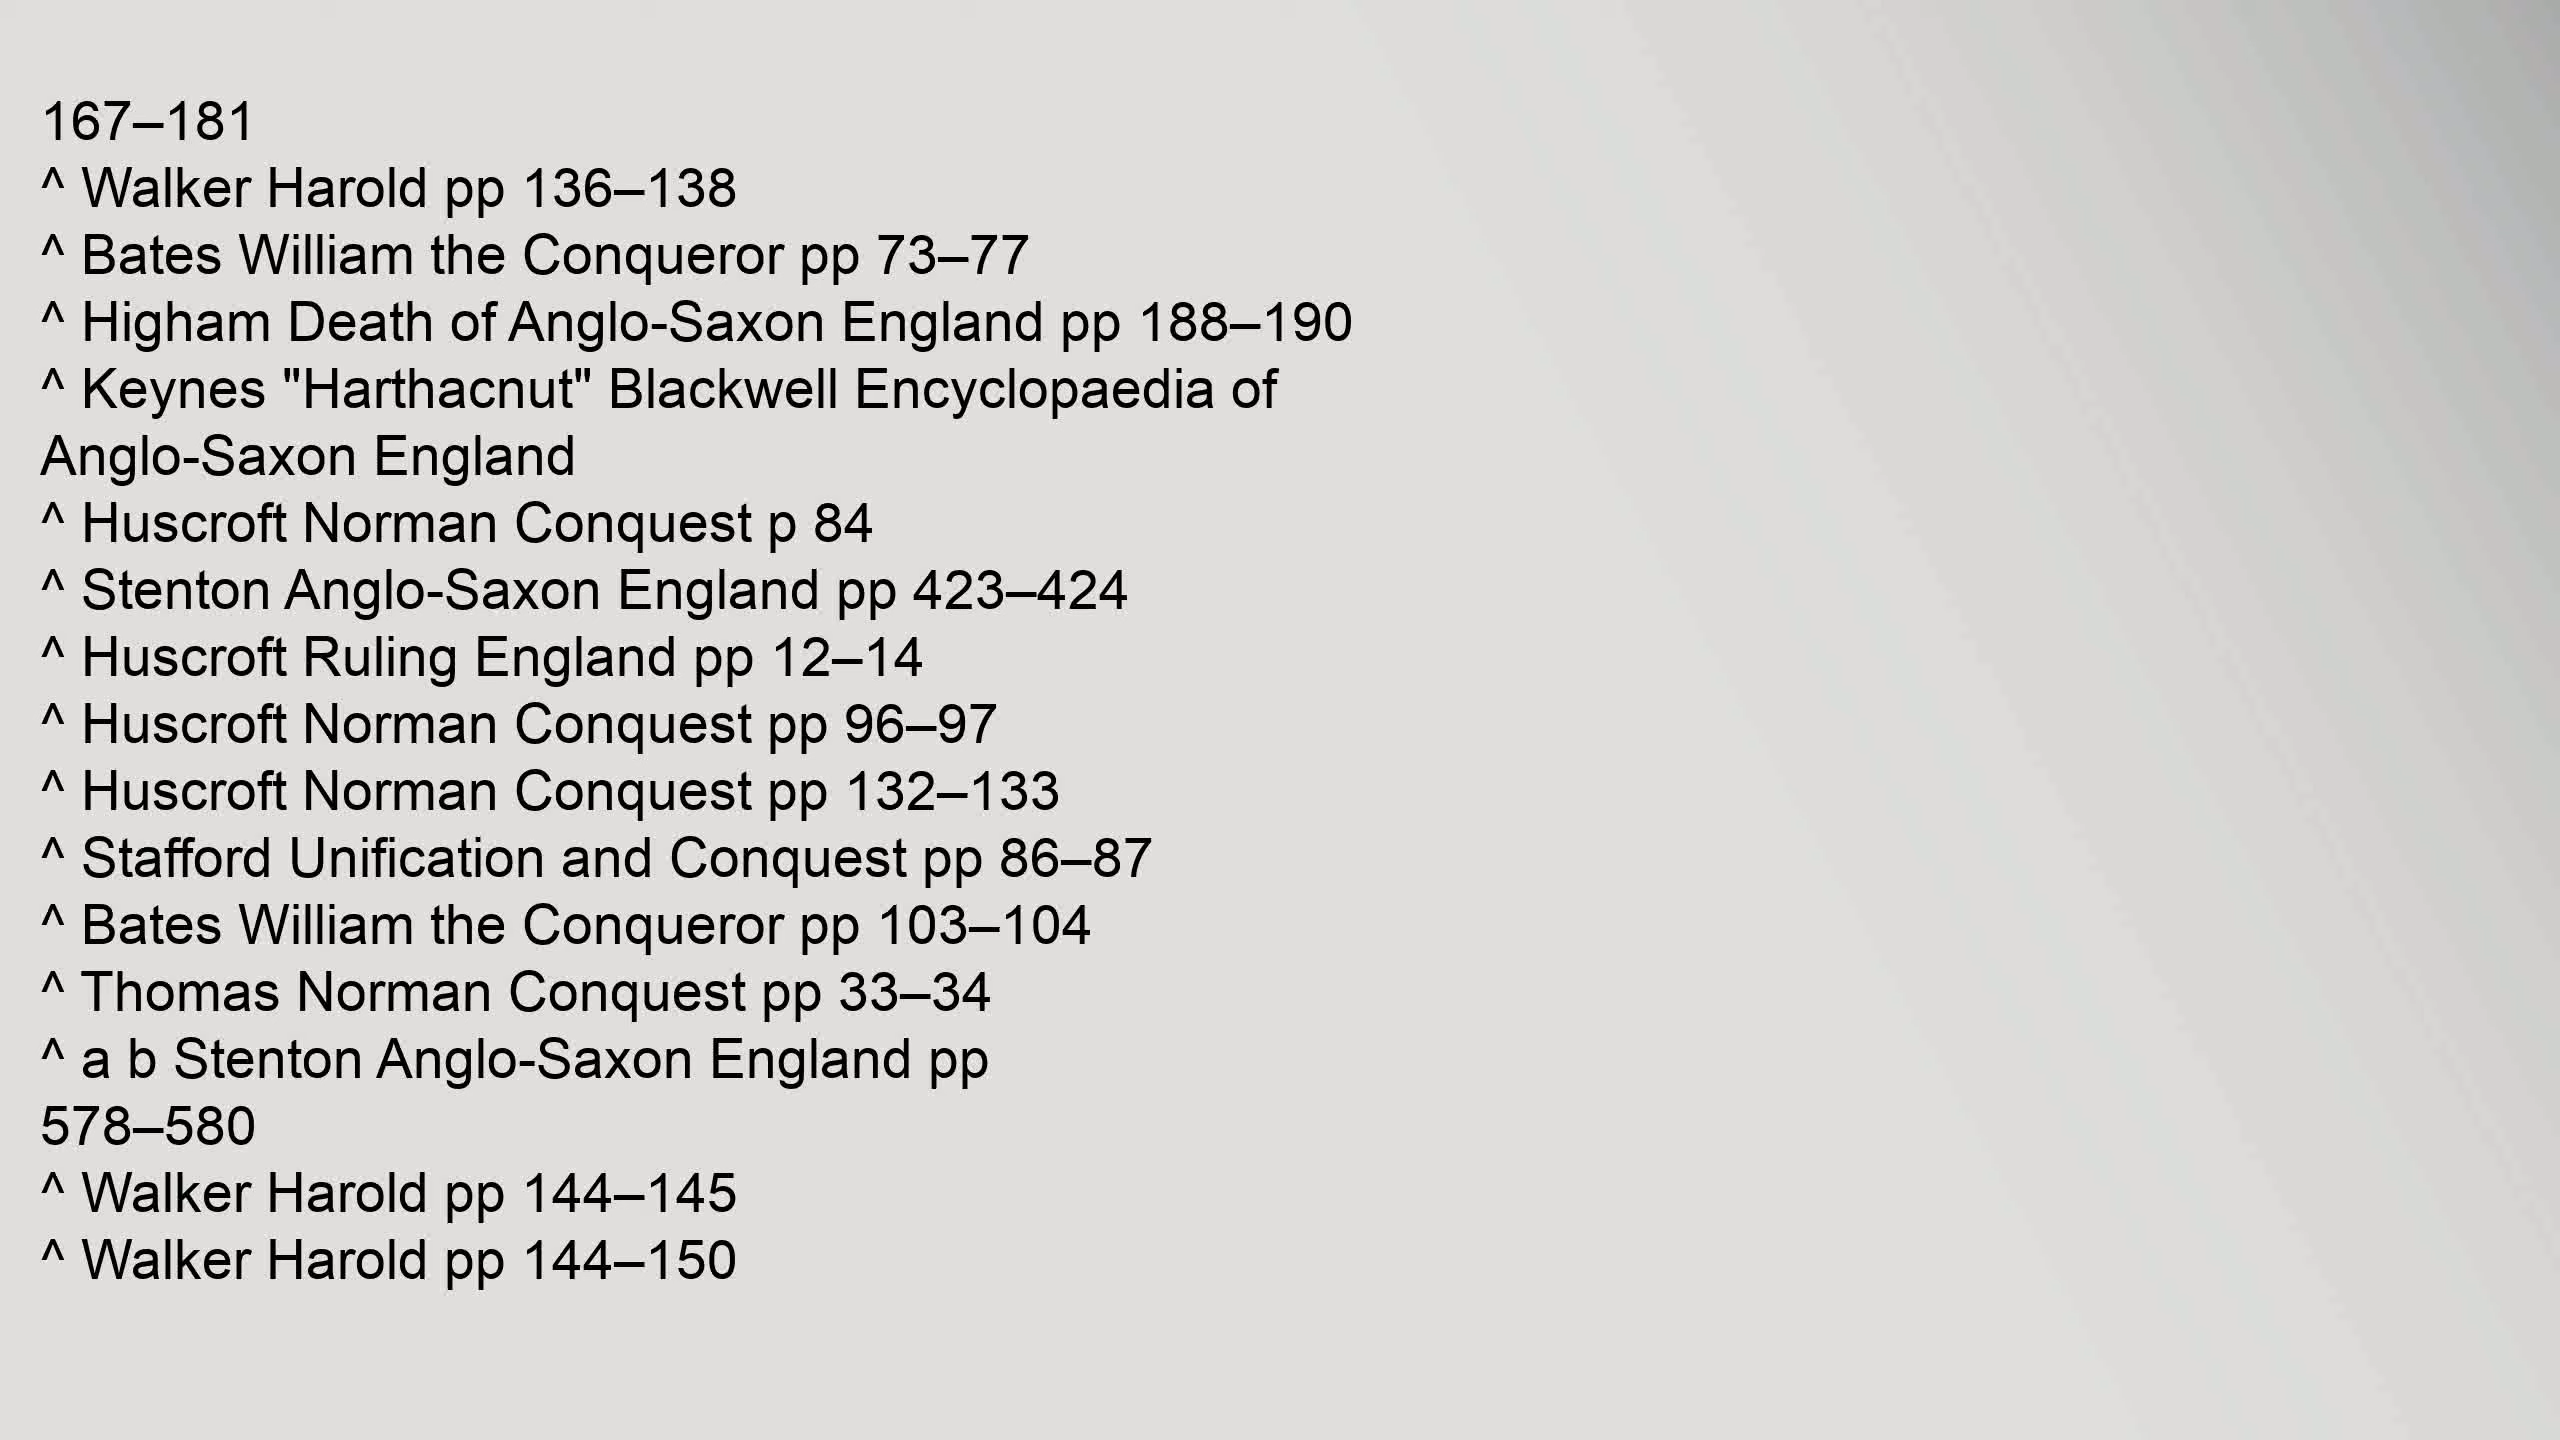 167–181
^ Walker Harold pp 136–138
^ Bates William the Conqueror pp 73–77
^ Higham Death of Anglo-Saxon England pp 188–190
^ Keynes "Harthacnut" Blackwell Encyclopaedia of
Anglo-Saxon England
^ Huscroft Norman Conquest p 84
^ Stenton Anglo-Saxon England pp 423–424
^ Huscroft Ruling England pp 12–14
^ Huscroft Norman Conquest pp 96–97
^ Huscroft Norman Conquest pp 132–133
^ Stafford Unification and Conquest pp 86–87
^ Bates William the Conqueror pp 103–104
^ Thomas Norman Conquest pp 33–34
^ a b Stenton Anglo-Saxon England pp
578–580
^ Walker Harold pp 144–145
^ Walker Harold pp 144–150